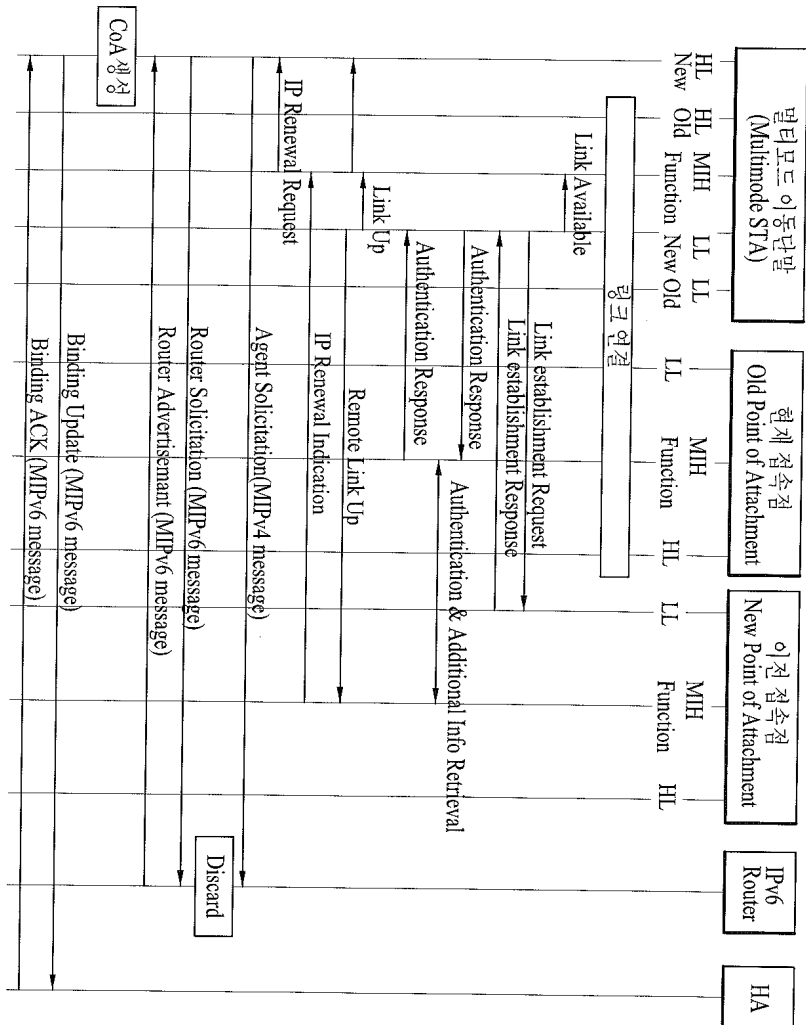 멀티모드 이동단말
(Multimode STA)
현재 접속점
Old Point of Attachment
이전 접속점
New Point of Attachment
IPv6
Router
HA
HL
New
HL
Old
MIH
Function
LL
New
LL
Old
LL
MIH
Function
HL
LL
MIH
Function
HL
링크 연결
Link Available
Link establishment Request
Link establishment Response
Authentication Response
Authentication & Additional Info Retrieval
Authentication Response
Link Up
Remote Link Up
IP Renewal Indication
IP Renewal Request
Agent Solicitation(MIPv4 message)
Discard
Router Solicitation (MIPv6 message)
Router Advertisemant (MIPv6 message)
CoA 생성
Binding Update (MIPv6 message)
Binding ACK (MIPv6 message)